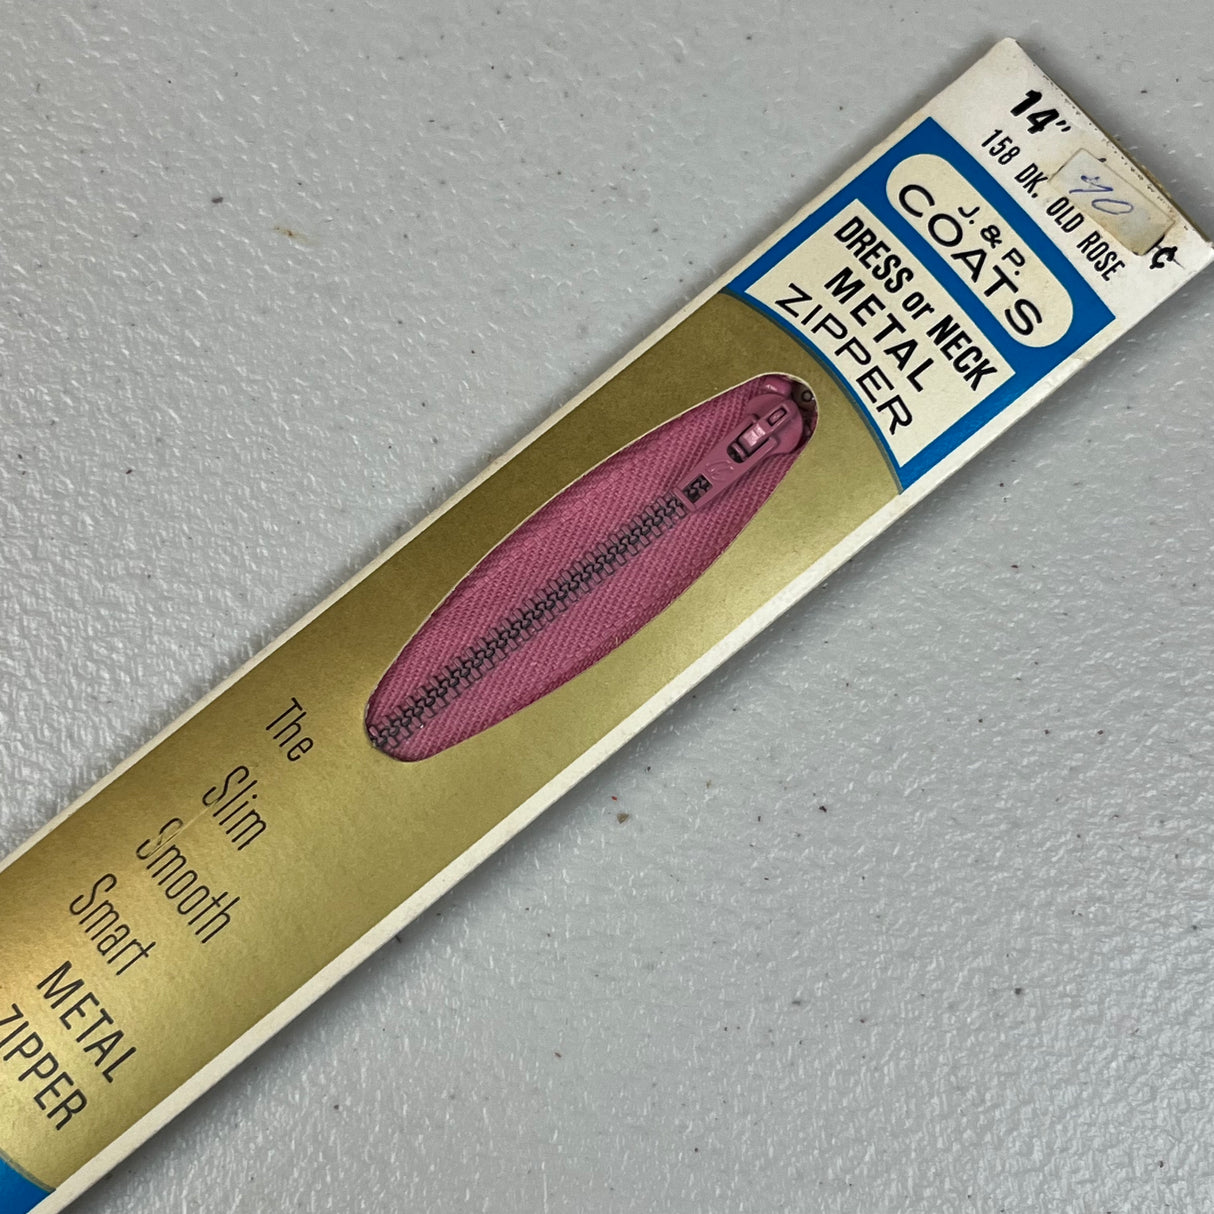 14"
158 DK. OLD ROSE
70 ¢
J. & P.
COATS
DRESS or NECK
METAL
ZIPPER
The
Slim
Smooth
Smart
METAL
ZIPPER